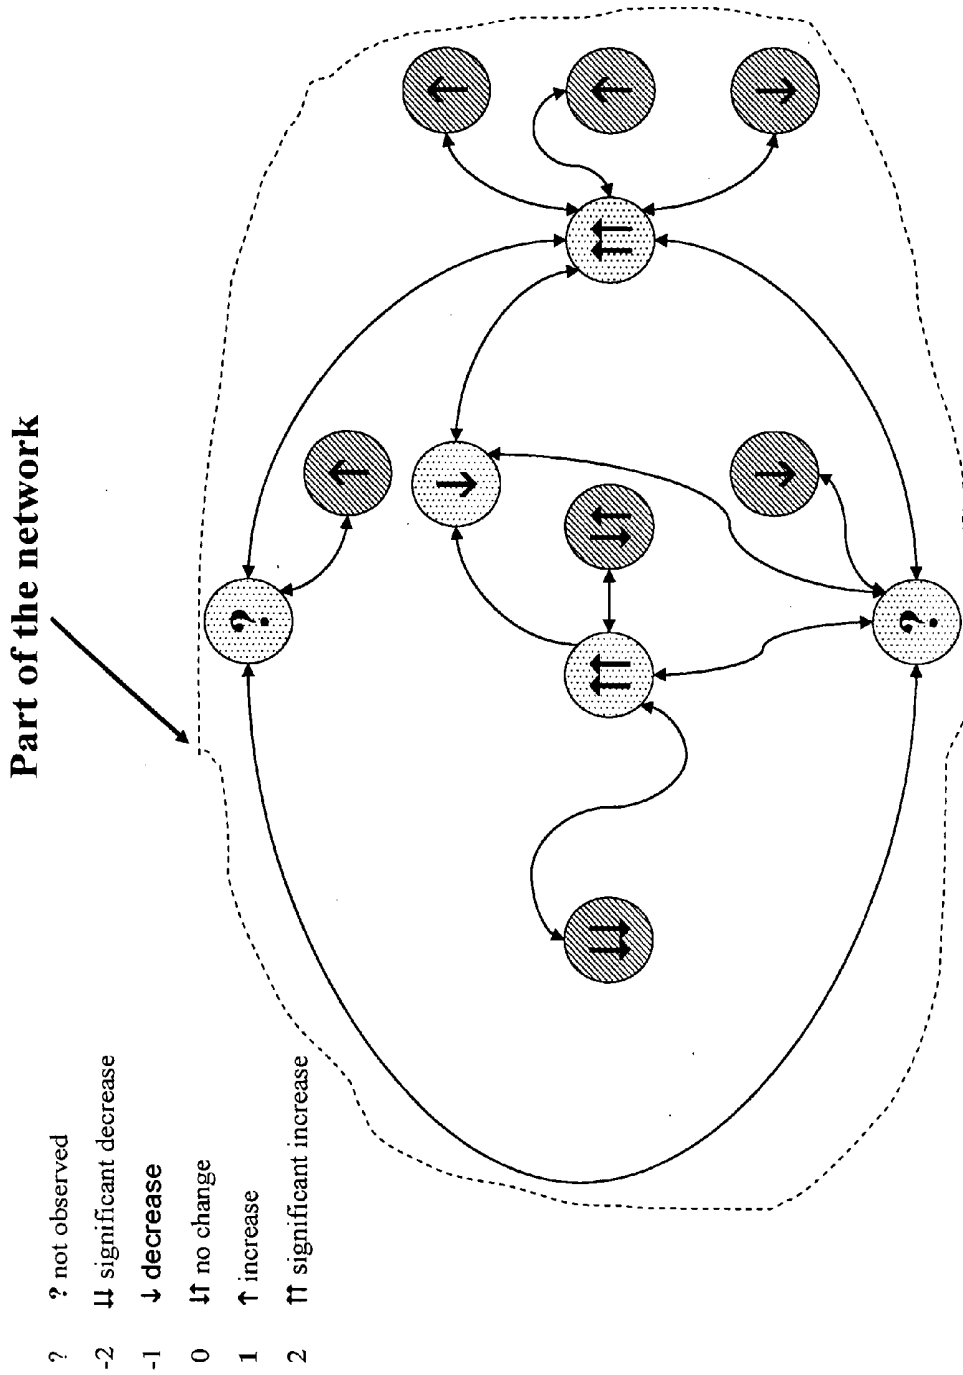 Part of the network
? ? not observed
-2 ↓↓ significant decrease
-1 ↓ decrease
0 ↓↑ no change
1 ↑ increase
2 ↑↑ significant increase
?
↑
↓
↑↑
↓↑
↓↓
?
↓
↑↑
↑
↑
↓